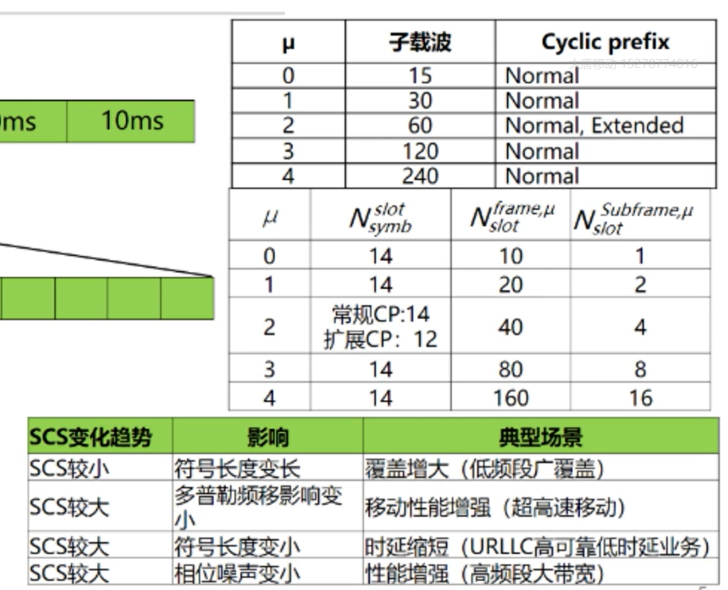 μ 子载波 Cyclic prefix
0 15 Normal
1 30 Normal
2 60 Normal, Extended
3 120 Normal
4 240 Normal
ms 10ms
μ N_{symb}^{slot} N_{slot}^{frame,μ} N_{slot}^{Subframe,μ}
0 14 10 1
1 14 20 2
2 常规CP:14 40 4
扩展CP：12
3 14 80 8
4 14 160 16
SCS变化趋势 影响 典型场景
SCS较小 符号长度变长 覆盖增大（低频段广覆盖）
SCS较大 多普勒频移影响变 移动性能增强（超高速移动）
小
SCS较大 符号长度变小 时延缩短（URLLC高可靠低时延业务）
SCS较大 相位噪声变小 性能增强（高频段大带宽）